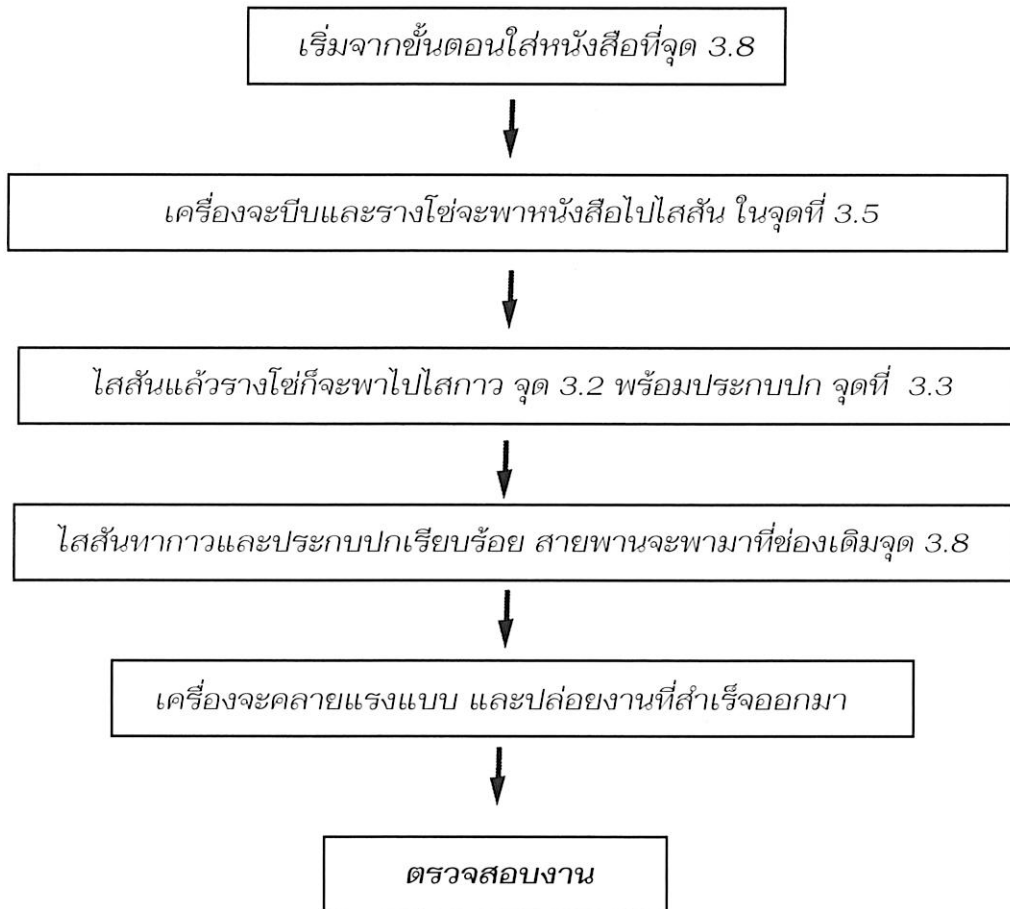 เริ่มจากขั้นตอนใส่หนังสือที่จุด 3.8
เครื่องจะบีบและรางโซ่จะพาหนังสือไปไสสัน ในจุดที่ 3.5
ไสสันแล้วรางโซ่ก็จะพาไปไสกาว จุด 3.2 พร้อมประกบปก จุดที่ 3.3
ไสสันทากาวและประกบปกเรียบร้อย สายพานจะพามาที่ช่องเดิมจุด 3.8
เครื่องจะคลายแรงแบบ และปล่อยงานที่สำเร็จออกมา
ตรวจสอบงาน